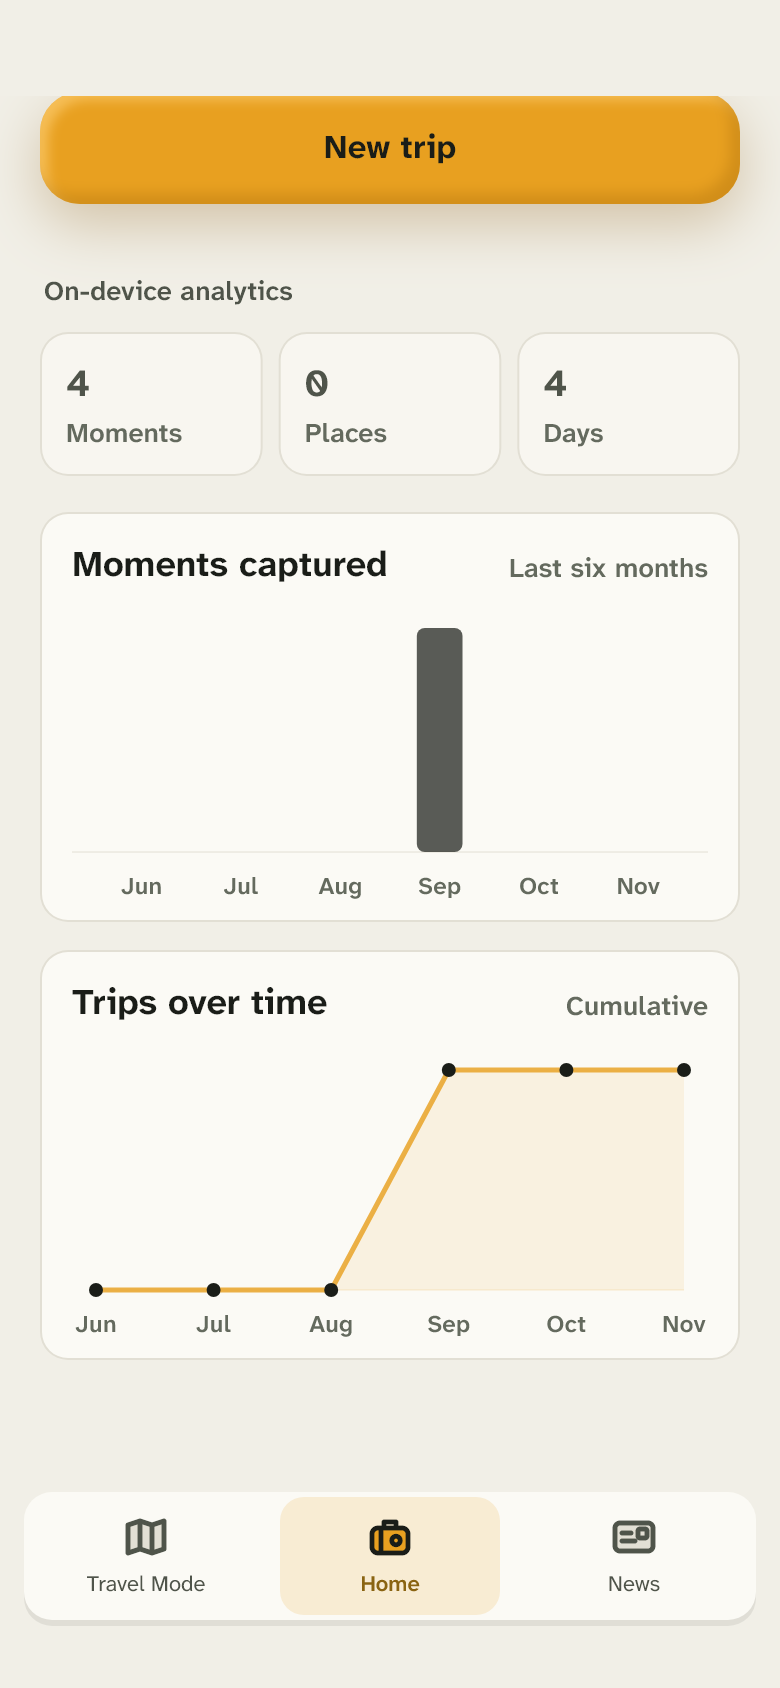 New trip
On-device analytics
4
Moments
0
Places
4
Days
Moments captured
Last six months
Jun Jul Aug Sep Oct Nov
Trips over time
Cumulative
Jun Jul Aug Sep Oct Nov
Travel Mode
Home
News